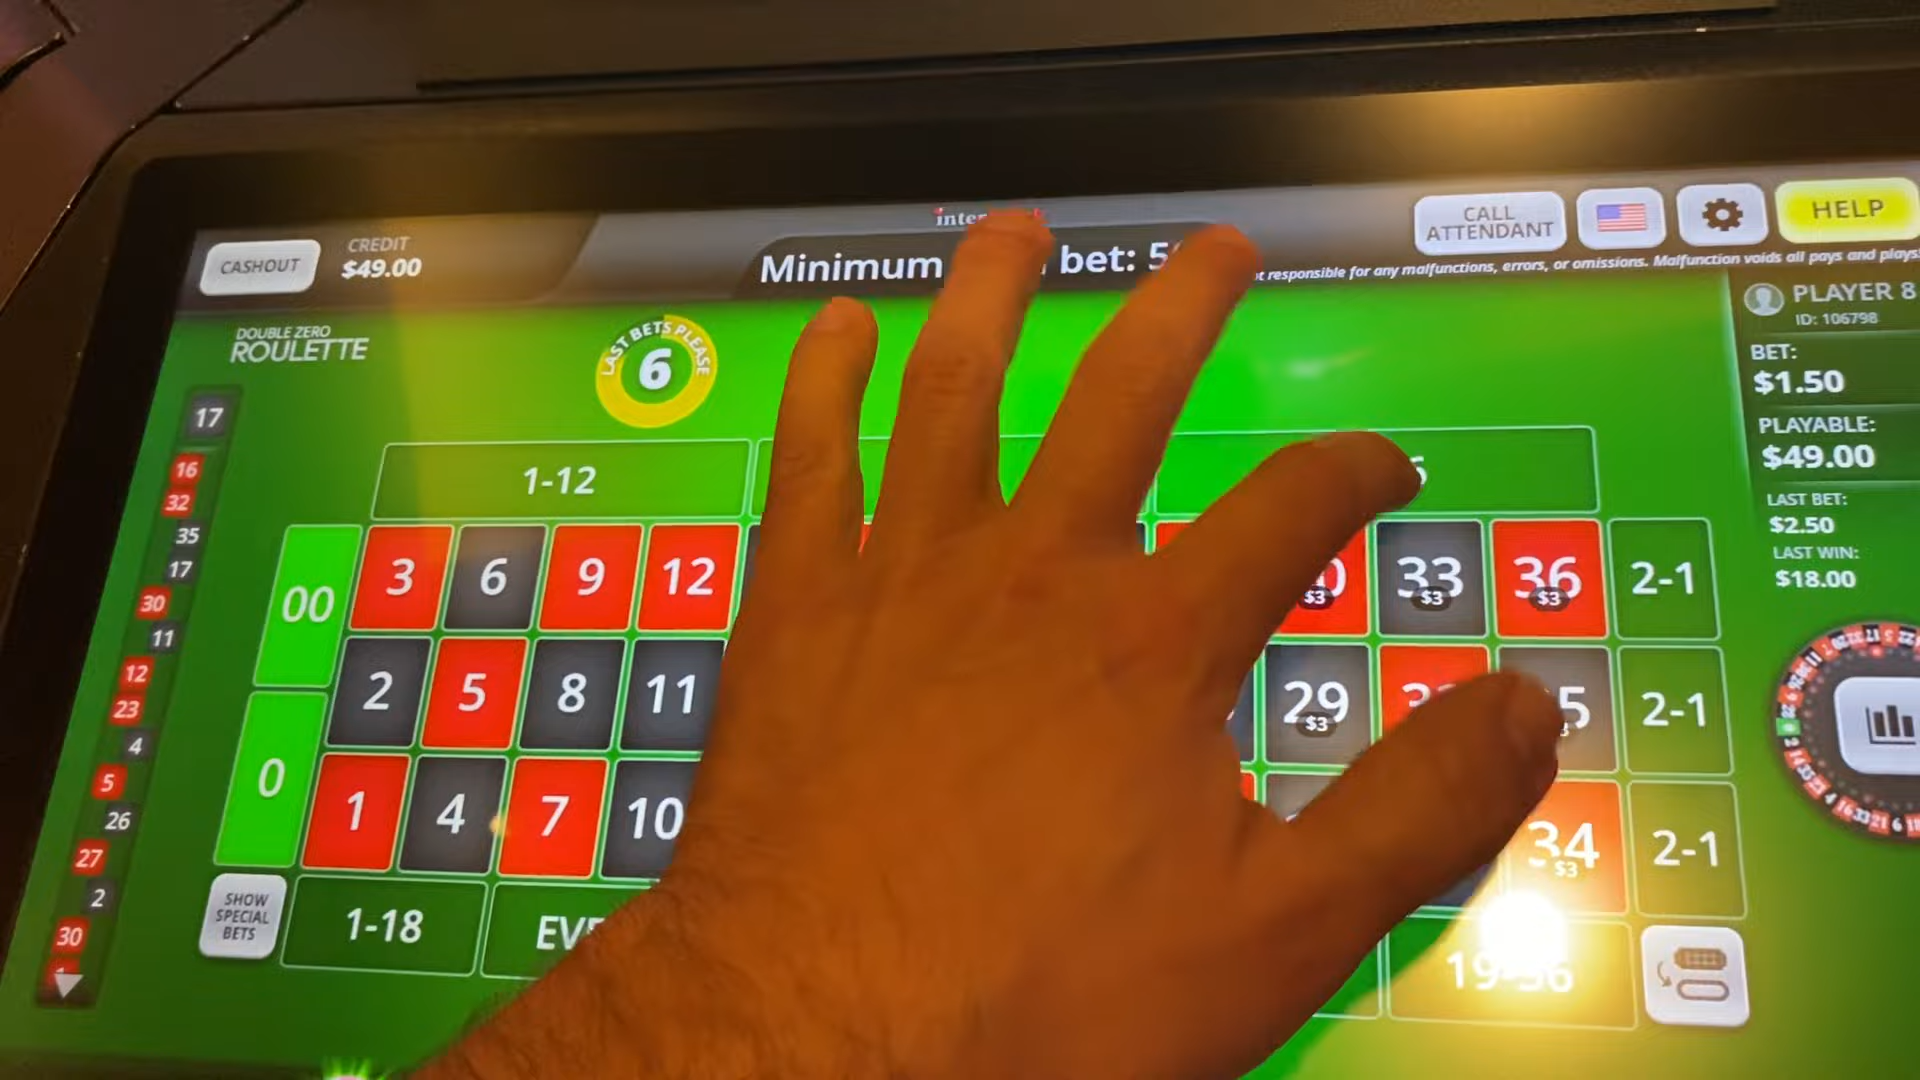 CASHOUT
CREDIT
$49.00
Minimum bet:
CALL
ATTENDANT
HELP
responsible for any malfunctions, errors, or omissions. Malfunction voids all pays and plays
DOUBLE ZERO
ROULETTE
LAST BETS PLEASE
6
PLAYER 8
ID: 106798
BET:
$1.50
PLAYABLE:
$49.00
LAST BET:
$2.50
LAST WIN:
$18.00
17
16
32
35
17
30
11
12
23
4
5
26
27
2
30
1-12
00
3 6 9 12 33 36 2-1
$3 $3 $3
2 5 8 11 29 2-1
$3
0
1 4 7 10 34 2-1
$3
SHOW
SPECIAL
BETS
1-18
19-36